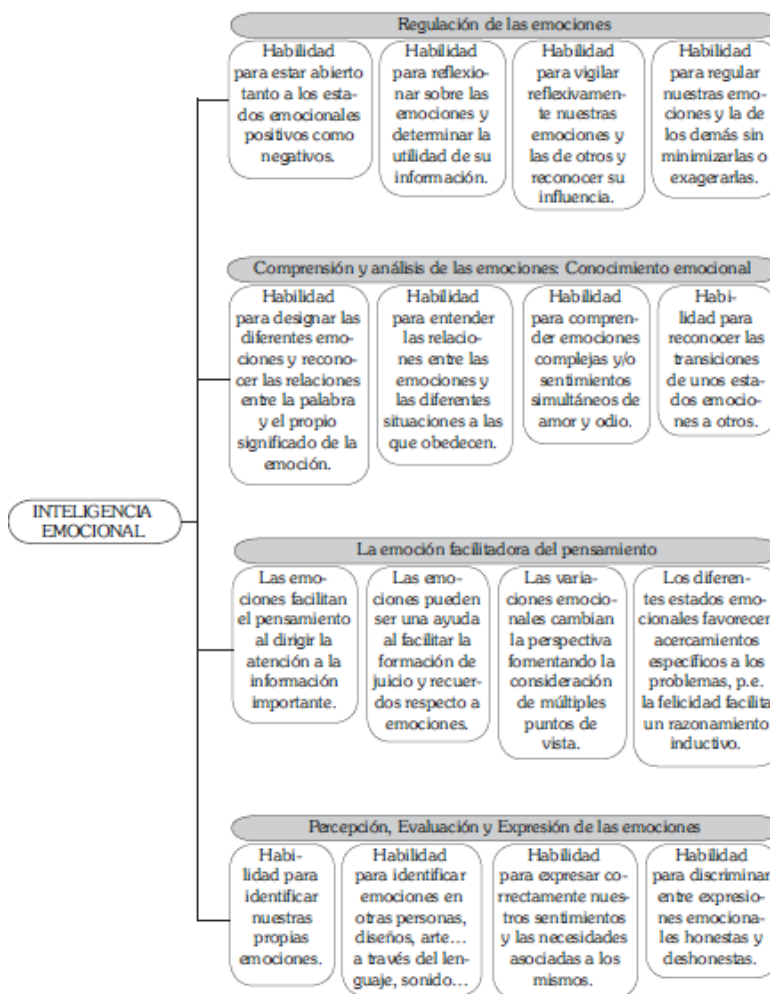 Regulación de las emociones
Habilidad
para estar abierto
tanto a los esta-
dos emocionales
positivos como
negativos.
Habilidad
para reflexio-
nar sobre las
emociones y
determinar la
utilidad de su
información.
Habilidad
para vigilar
reflexivamen-
te nuestras
emociones y
las de otros y
reconocer su
influencia.
Habilidad
para regular
nuestras emo-
ciones y la de
los demás sin
minimizarlas o
exagerarlas.
Comprensión y análisis de las emociones: Conocimiento emocional
Habilidad
para designar las
diferentes emo-
ciones y recono-
cer las relaciones
entre la palabra
y el propio
significado de la
emoción.
Habilidad
para entender
las relacio-
nes entre las
emociones y
las diferentes
situaciones a las
que obedecen.
Habilidad
para compren-
der emociones
complejas y/o
sentimientos
simultáneos de
amor y odio.
Habi-
lidad para
reconocer las
transiciones
de unos esta-
dos emocio-
nes a otros.
INTELIGENCIA
EMOCIONAL
La emoción facilitadora del pensamiento
Las emo-
ciones facilitan
el pensamiento
al dirigir la
atención a la
información
importante.
Las emo-
ciones pueden
ser una ayuda
al facilitar la
formación de
juicio y recuer-
dos respecto a
emociones.
Las varia-
ciones emocio-
nales cambian
la perspectiva
fomentando la
consideración
de múltiples
puntos de
vista.
Los diferen-
tes estados emo-
cionales favorecen
acercamientos
específicos a los
problemas, p.e.
la felicidad facilita
un razonamiento
inductivo.
Percepción, Evaluación y Expresión de las emociones
Habi-
lidad para
identificar
nuestras
propias
emociones.
Habilidad
para identificar
emociones en
otras personas,
diseños, arte...
a través del len-
guaje, sonido...
Habilidad
para expresar co-
rrectamente nues-
tros sentimientos
y las necesidades
asociadas a los
mismos.
Habilidad
para discriminar
entre expresio-
nes emociona-
les honestas y
deshonestas.